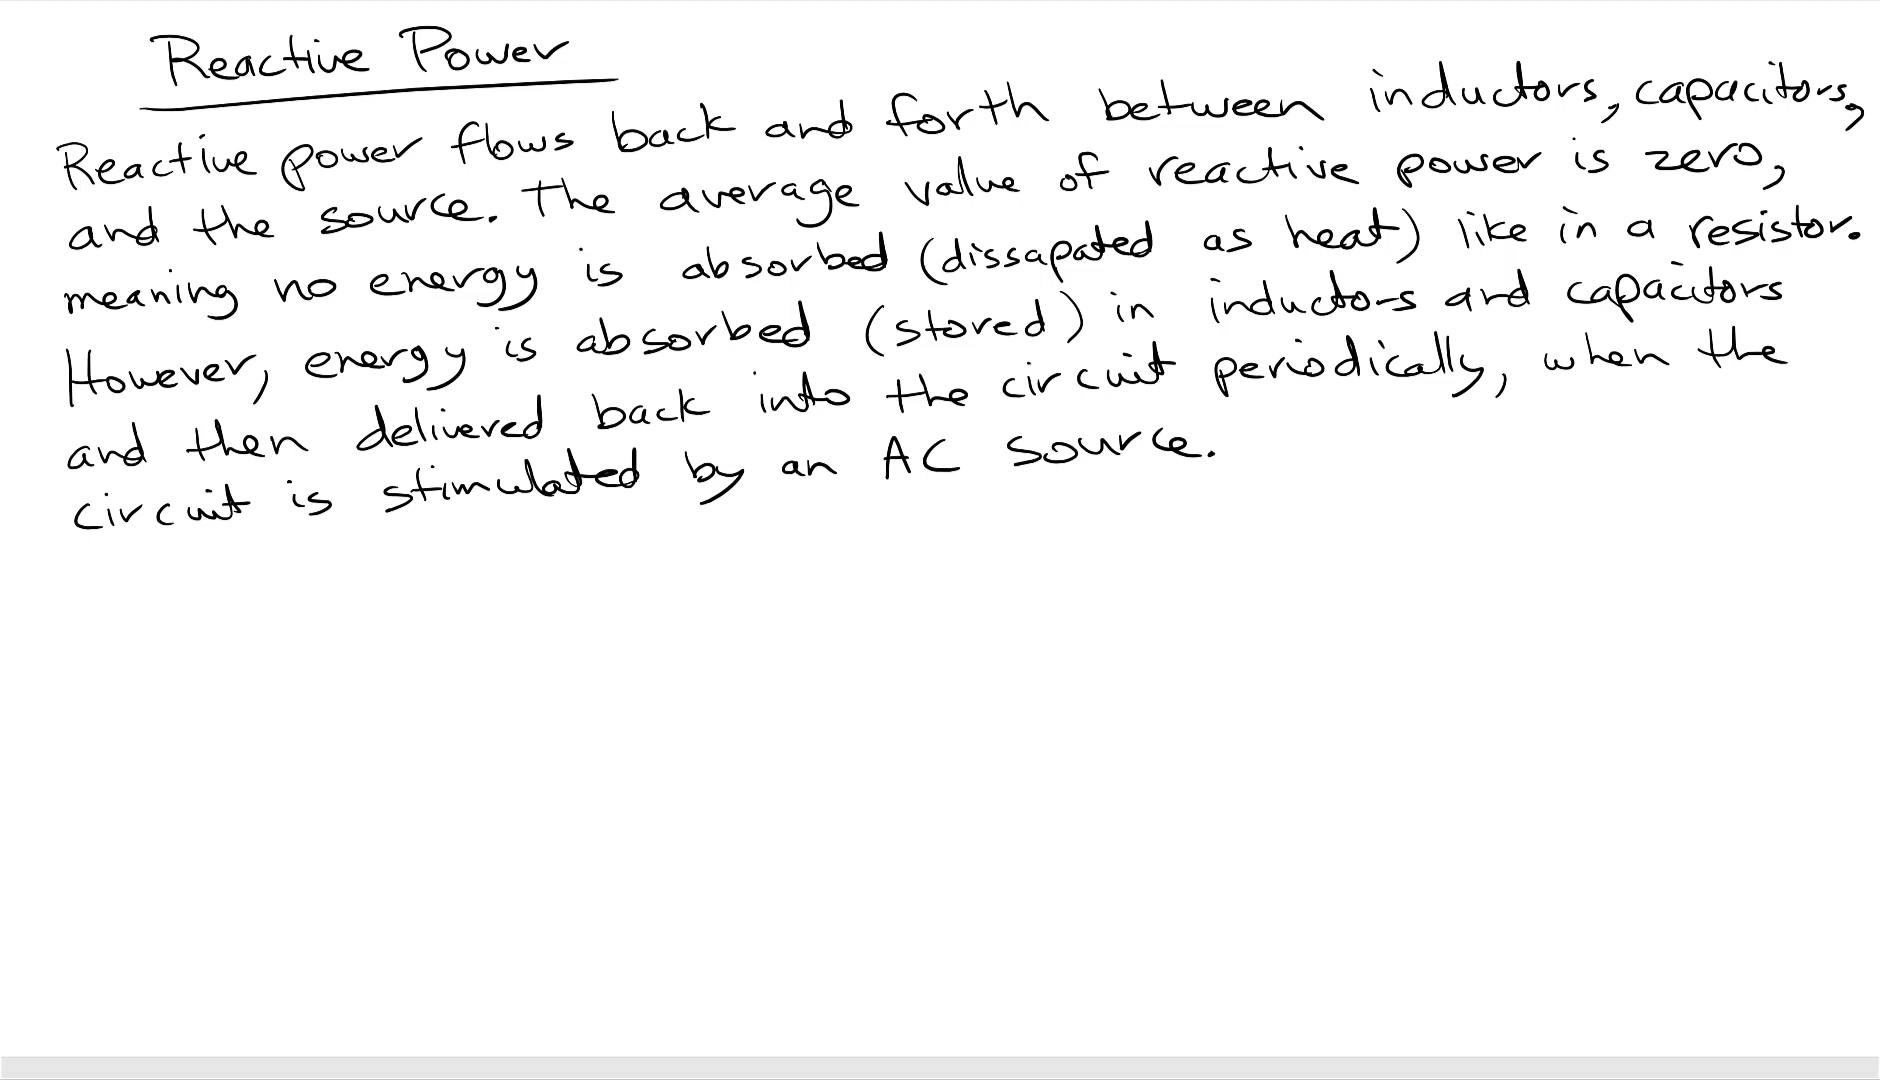 Reactive Power
Reactive power flows back and forth between inductors, capacitors,
and the source. The average value of reactive power is zero,
meaning no energy is absorbed (dissapated as heat) like in a resistor.
However, energy is absorbed (stored) in inductors and capacitors
and then delivered back into the circuit periodically, when the
circuit is stimulated by an AC source.